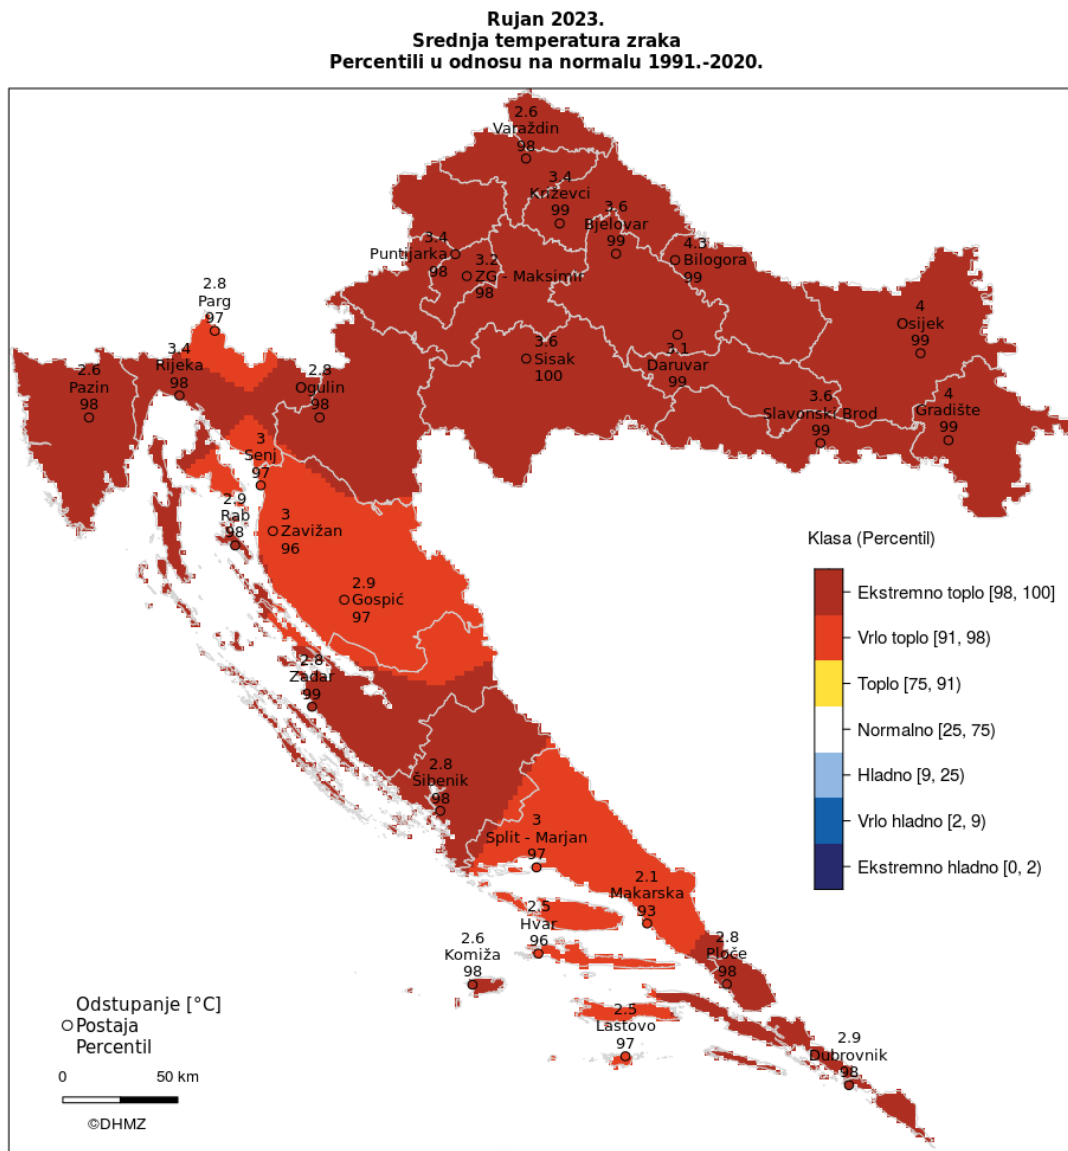 Rujan 2023.
Srednja temperatura zraka
Percentili u odnosu na normalu 1991.-2020.
2.6
Varaždin
98
3.4
Križevci
99
3.6
Bjelovar
99
3.4
Puntijarka
98
3.2
ZG - Maksimir
98
4.3
Bilogora
99
2.8
Parg
97
4
Osijek
99
3.4
Rijeka
98
2.6
Pazin
98
2.8
Ogulin
98
3.6
Sisak
100
3.1
Daruvar
99
3.6
Slavonski Brod
99
4
Gradište
99
3
Senj
97
2.9
Rab
98
3
Zavižan
96
2.9
Gospić
97
2.8
Zadar
99
2.8
Šibenik
98
3
Split - Marjan
97
2.1
Makarska
93
2.5
Hvar
96
2.6
Komiža
98
2.8
Ploče
98
2.5
Lastovo
97
2.9
Dubrovnik
98
Klasa (Percentil)
Ekstremno toplo [98, 100]
Vrlo toplo [91, 98)
Toplo [75, 91)
Normalno [25, 75)
Hladno [9, 25)
Vrlo hladno [2, 9)
Ekstremno hladno [0, 2)
Odstupanje [°C]
Postaja
Percentil
0 50 km
©DHMZ